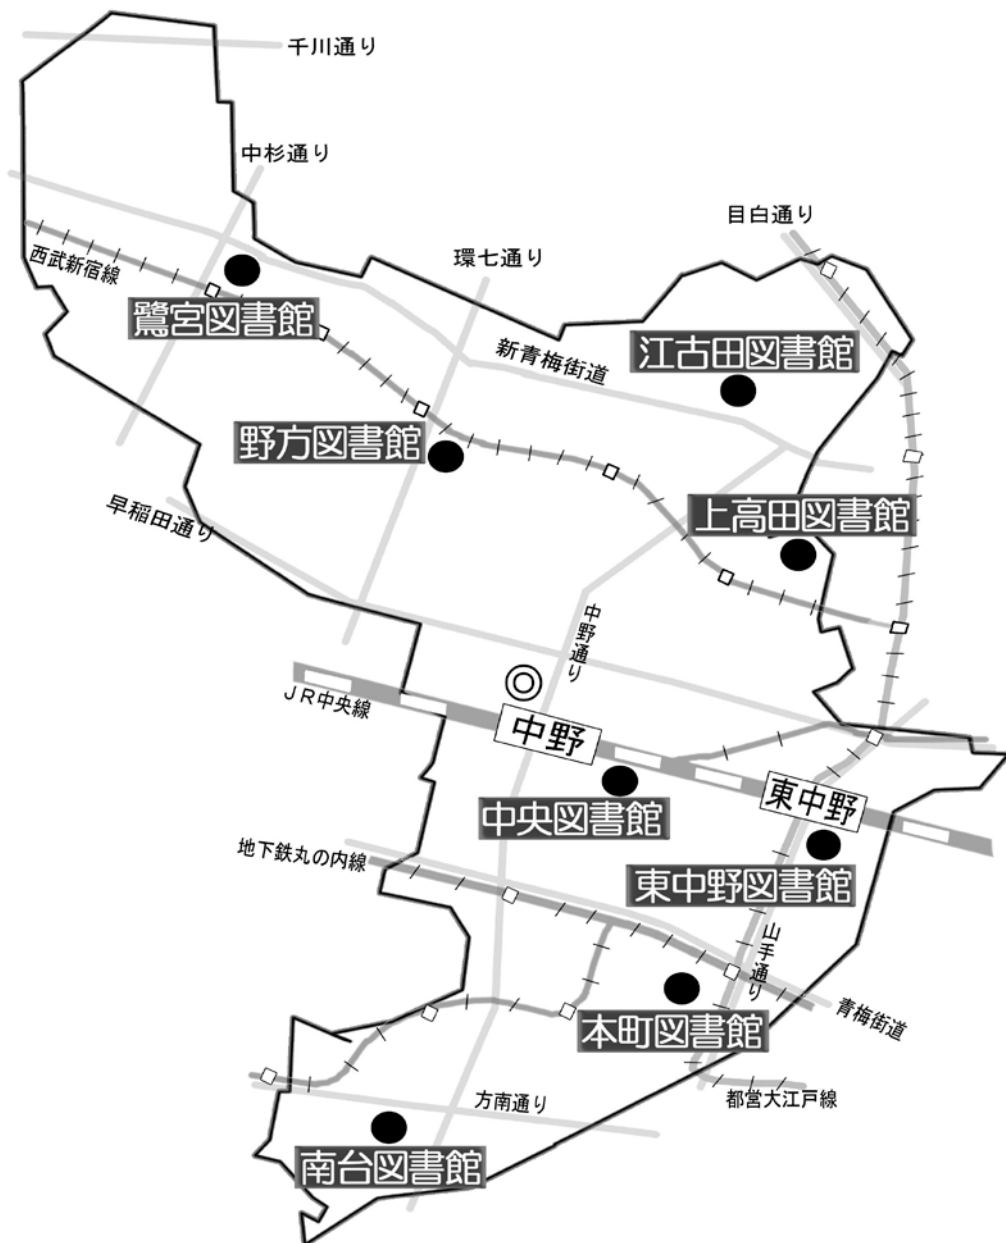 千川通り
中杉通り
目白通り
環七通り
西武新宿線
鷺宮図書館
新青梅街道
江古田図書館
野方図書館
早稲田通り
上高田図書館
中野通り
JR中央線
中野
東中野
中央図書館
地下鉄丸の内線
東中野図書館
山手通り
青梅街道
本町図書館
都営大江戸線
方南通り
南台図書館